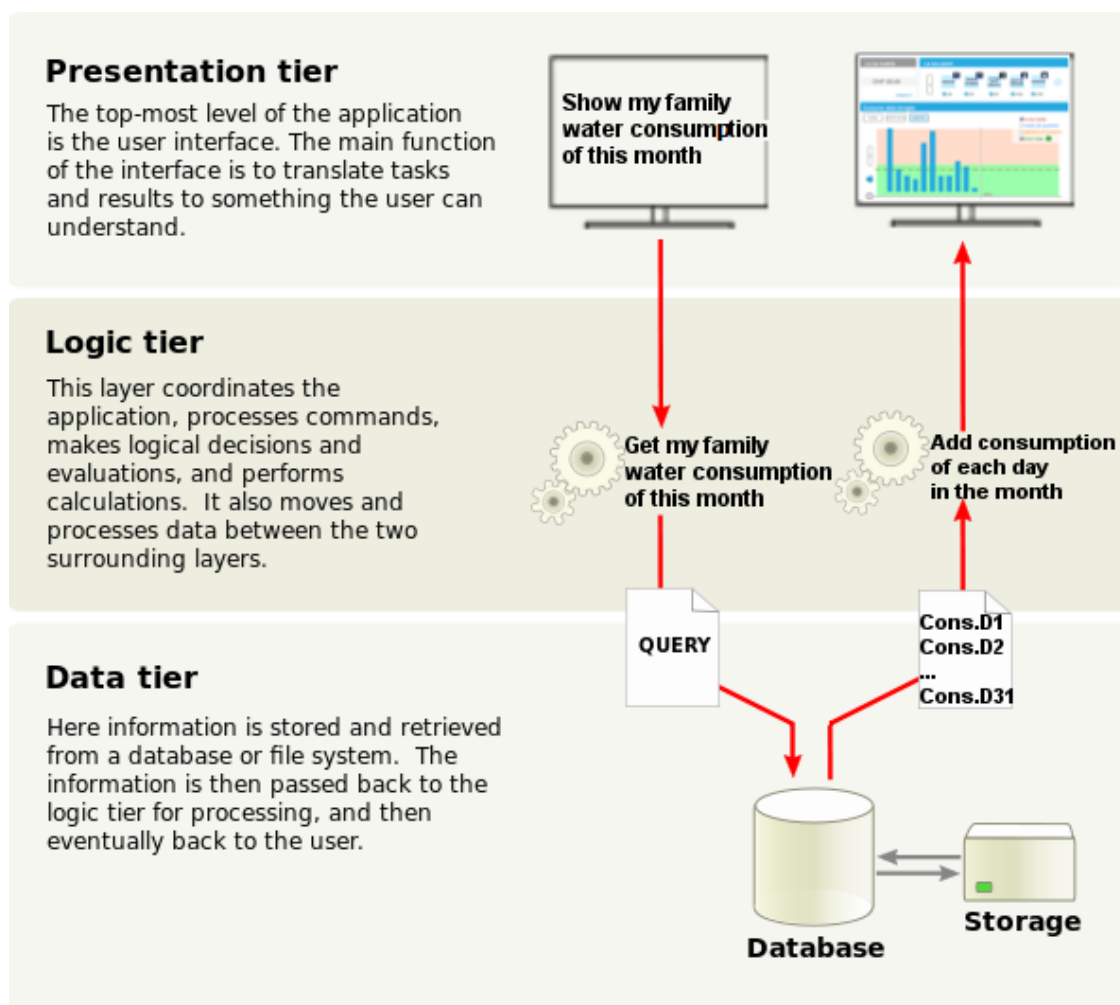 Presentation tier
The top-most level of the application
is the user interface. The main function
of the interface is to translate tasks
and results to something the user can
understand.
Show my family
water consumption
of this month
Logic tier
This layer coordinates the
application, processes commands,
makes logical decisions and
evaluations, and performs
calculations.  It also moves and
processes data between the two
surrounding layers.
Get my family
water consumption
of this month
Add consumption
of each day
in the month
QUERY
Cons.D1
Cons.D2
...
Cons.D31
Data tier
Here information is stored and retrieved
from a database or file system.  The
information is then passed back to the
logic tier for processing, and then
eventually back to the user.
Database
Storage